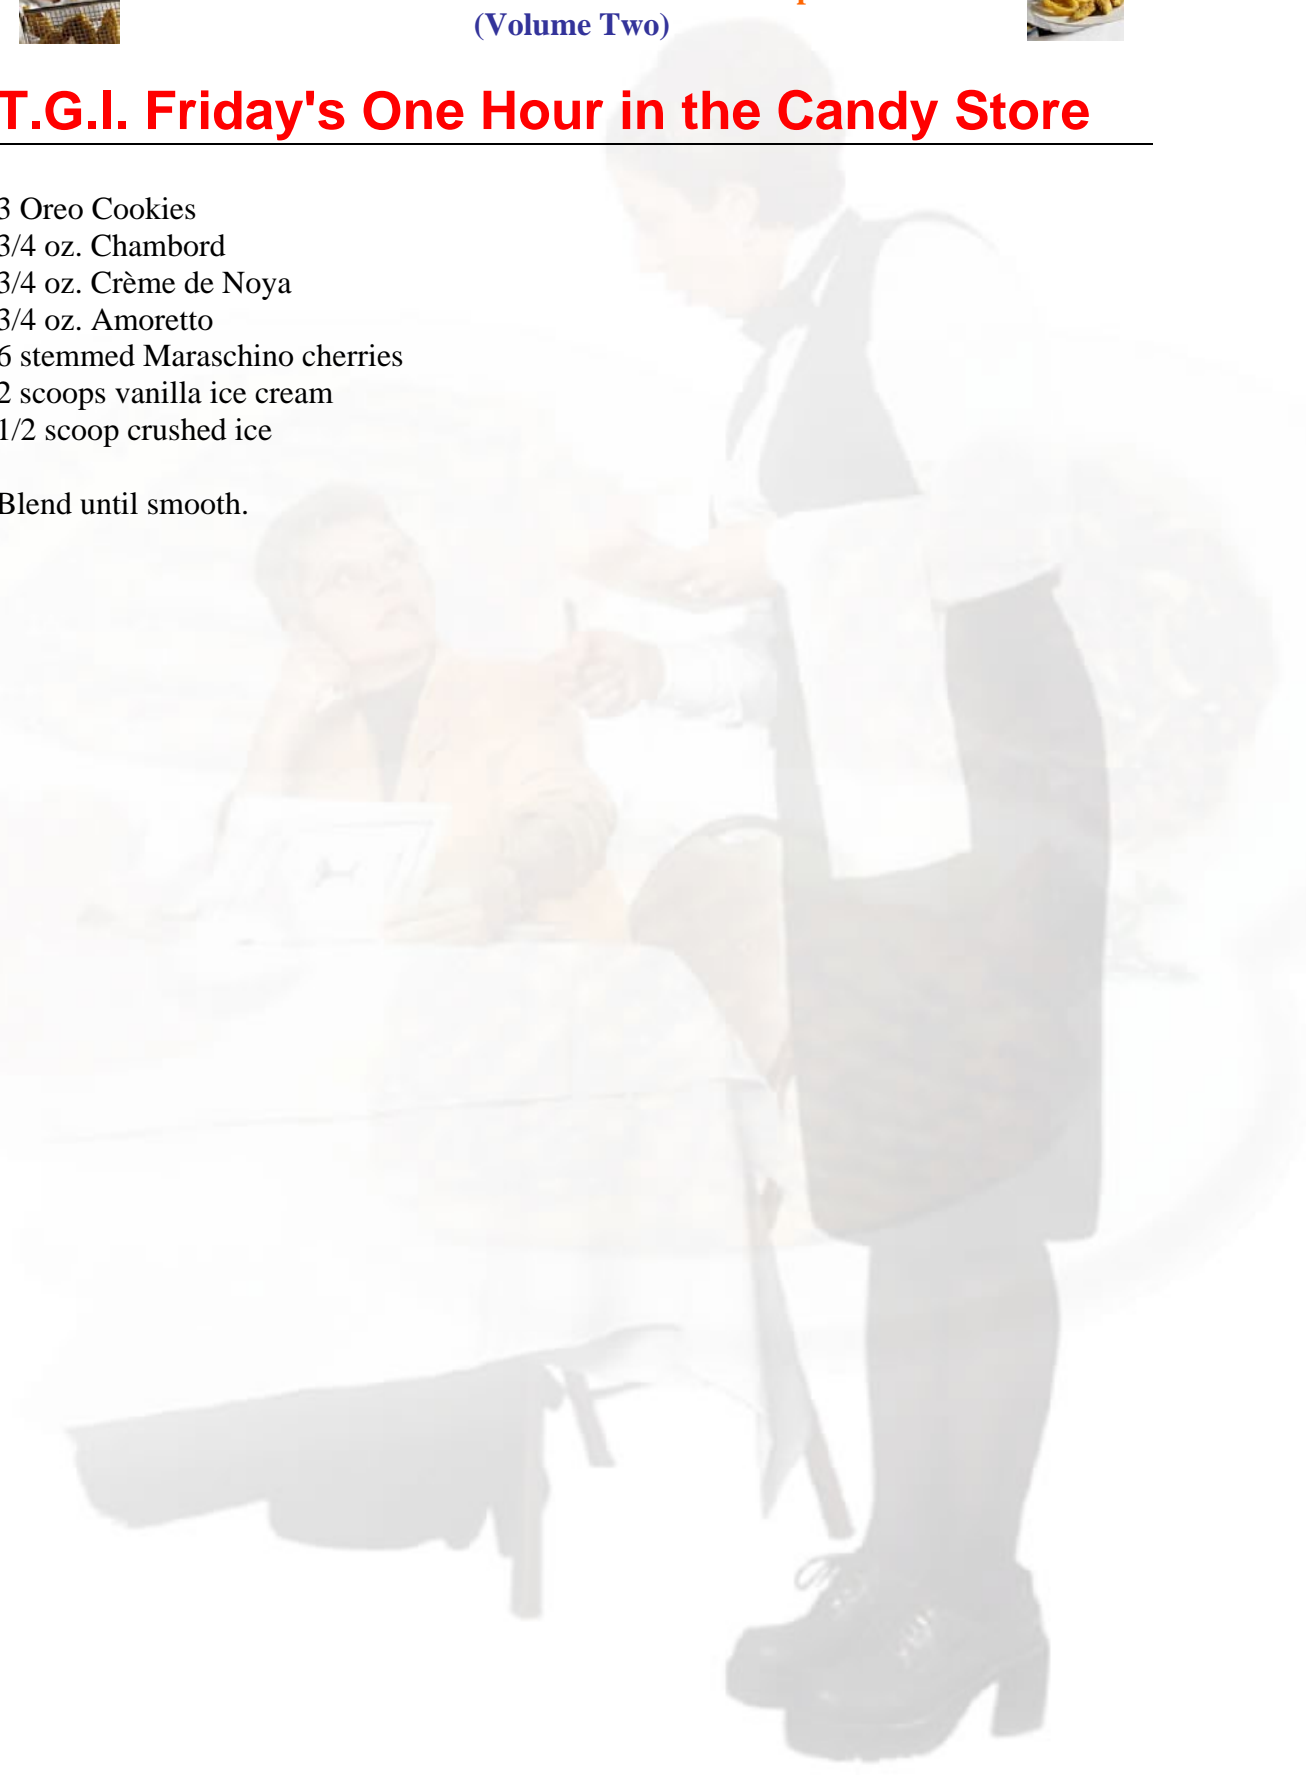 (Volume Two)
T.G.I. Friday's One Hour in the Candy Store
3 Oreo Cookies
3/4 oz. Chambord
3/4 oz. Crème de Noya
3/4 oz. Amoretto
6 stemmed Maraschino cherries
2 scoops vanilla ice cream
1/2 scoop crushed ice
Blend until smooth.